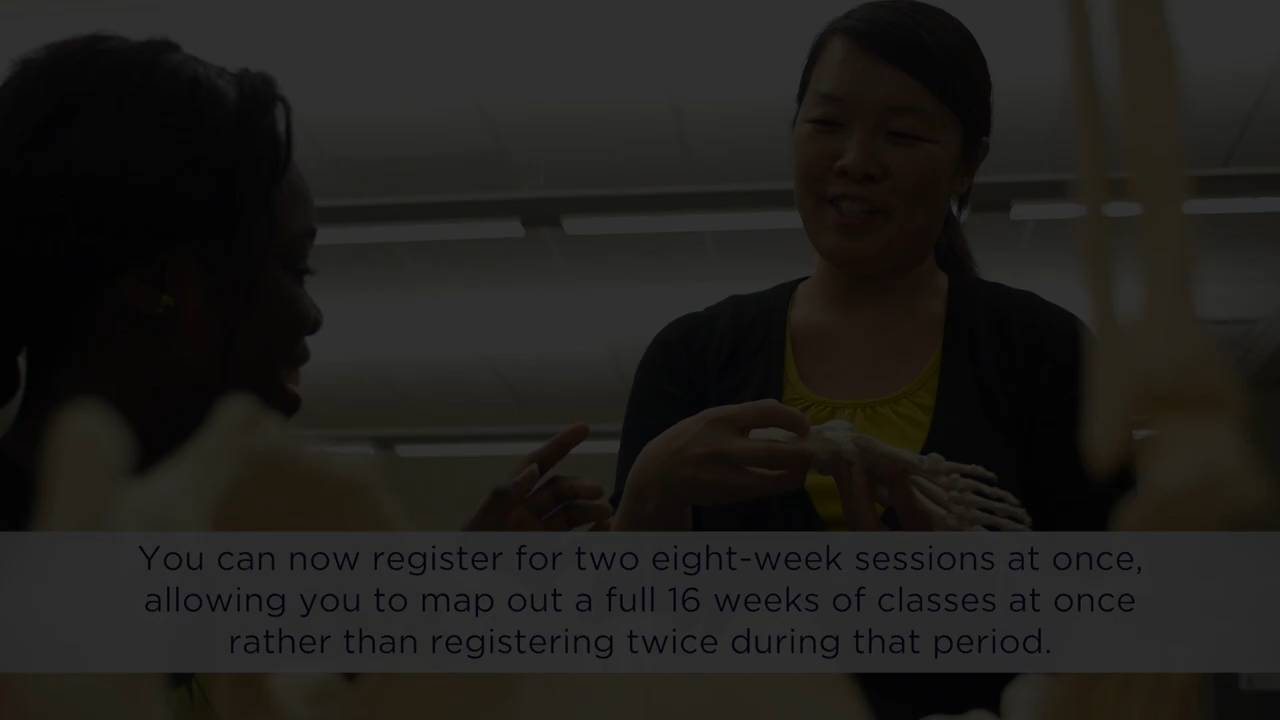 You can now register for two eight-week sessions at once,
allowing you to map out a full 16 weeks of classes at once
rather than registering twice during that period.